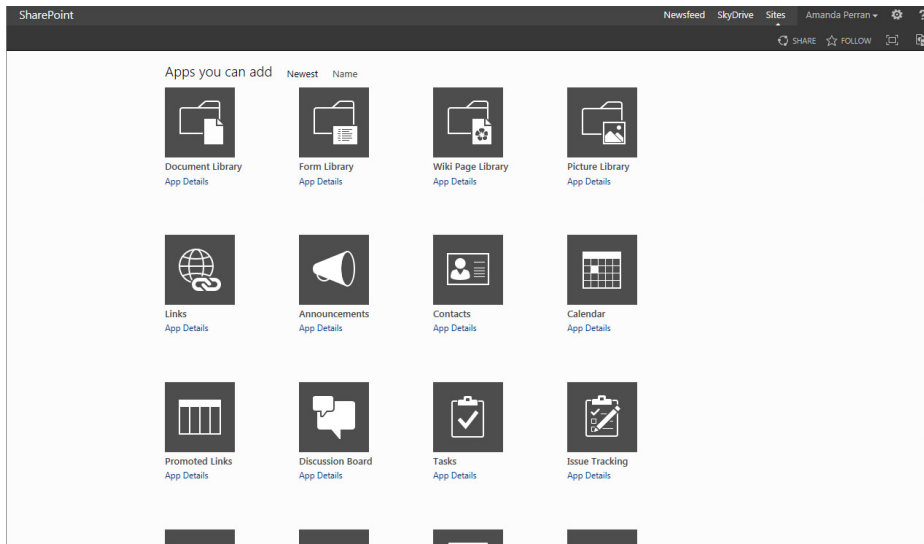 SharePoint Newsfeed SkyDrive Sites Amanda Perran ?
SHARE FOLLOW
Apps you can add Newest Name
Document Library Form Library Wiki Page Library Picture Library
App Details App Details App Details App Details
Links Announcements Contacts Calendar
App Details App Details App Details App Details
Promoted Links Discussion Board Tasks Issue Tracking
App Details App Details App Details App Details